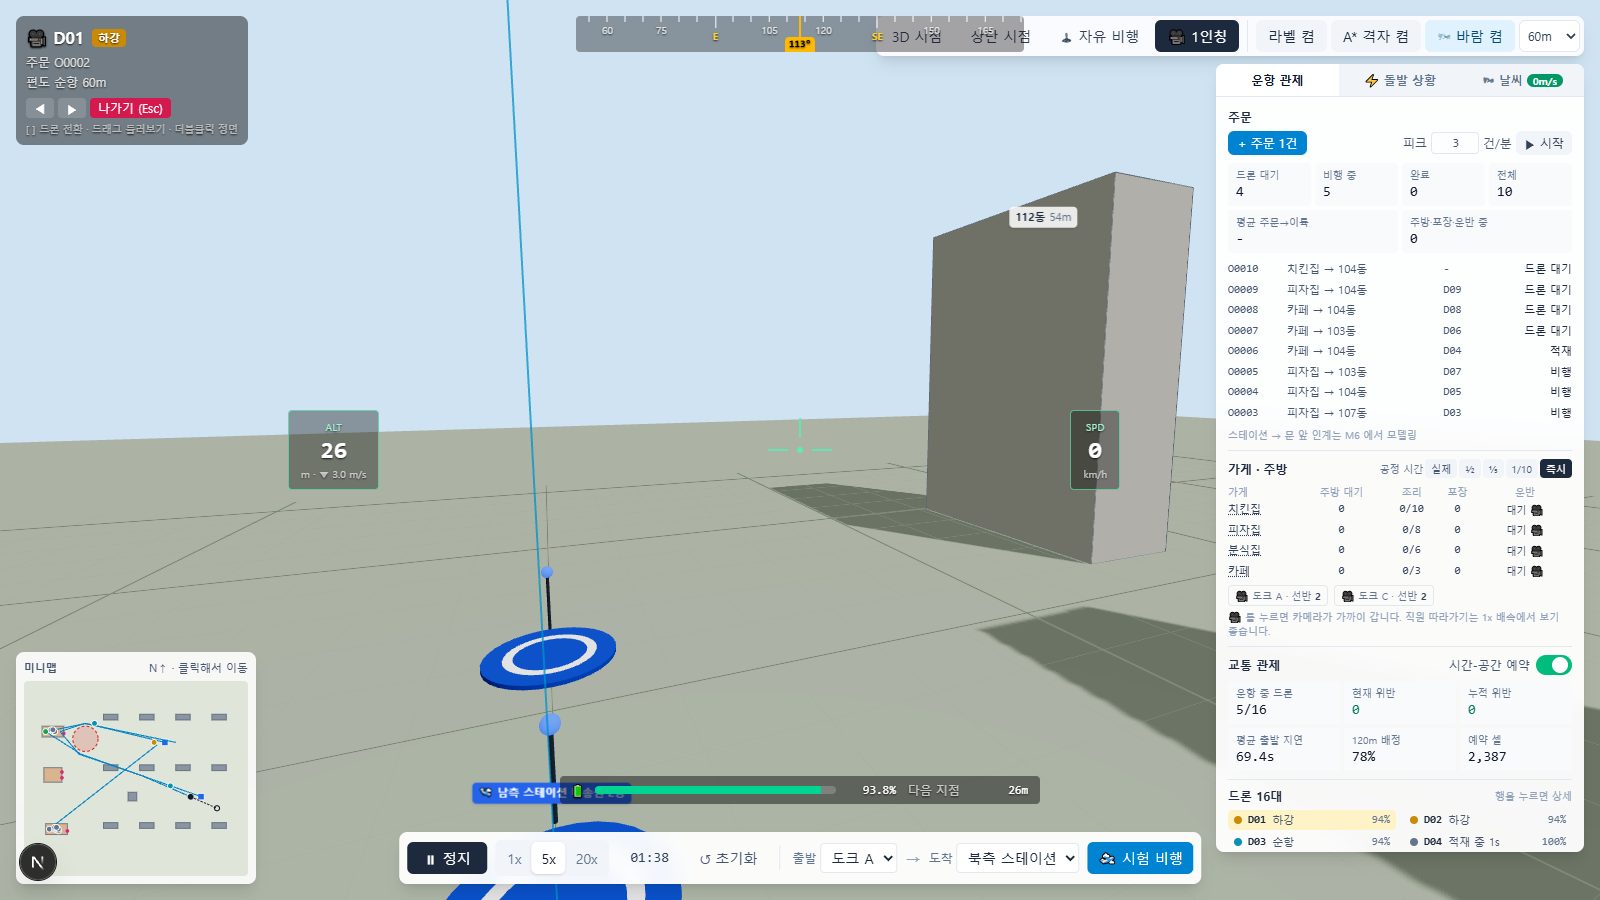 D01 하강
주문 O0002
편도 순항 60m
◀ ▶ 나가기 (Esc)
[ ] 드론 전환 · 드래그 둘러보기 · 더블클릭 정면
60 75 E 105 120 SE 150 165
113°
3D 시점 상단 시점 자유 비행 1인칭 라벨 켬 A* 격자 켬 바람 켬 60m
운항 관제 돌발 상황 날씨 0m/s
주문
+ 주문 1건 피크 3 건/분 ▶ 시작
드론 대기 비행 중 완료 전체
4 5 0 10
평균 주문→이륙 주방·포장·운반 중
- 0
O0010 치킨집 → 104동 - 드론 대기
O0009 피자집 → 104동 D09 드론 대기
O0008 카페 → 104동 D08 드론 대기
O0007 카페 → 103동 D06 드론 대기
O0006 카페 → 104동 D04 적재
O0005 피자집 → 103동 D07 비행
O0004 피자집 → 104동 D05 비행
O0003 피자집 → 107동 D03 비행
스테이션 → 문 앞 인계는 M6 에서 모델링
가게 · 주방 공정 시간 실제 ½ ⅓ 1/10 즉시
가게 주방 대기 조리 포장 운반
치킨집 0 0/10 0 대기
피자집 0 0/8 0 대기
분식집 0 0/6 0 대기
카페 0 0/3 0 대기
도크 A · 선반 2 도크 C · 선반 2
를 누르면 카메라가 가까이 갑니다. 직원 따라가기는 1x 배속에서 보기
좋습니다.
교통 관제 시간-공간 예약
운항 중 드론 현재 위반 누적 위반
5/16 0 0
평균 출발 지연 120m 배정 예약 셀
69.4s 78% 2,387
드론 16대 행을 누르면 상세
D01 하강 94% D02 하강 94%
D03 순항 94% D04 적재 중 1s 100%
112동 54m
ALT
26
m · ▼ 3.0 m/s
SPD
0
km/h
남측 스테이션
93.8% 다음 지점 26m
미니맵 N↑ · 클릭해서 이동
N
정지 1x 5x 20x 01:38 ↺ 초기화 출발 도크 A → 도착 북측 스테이션 시험 비행